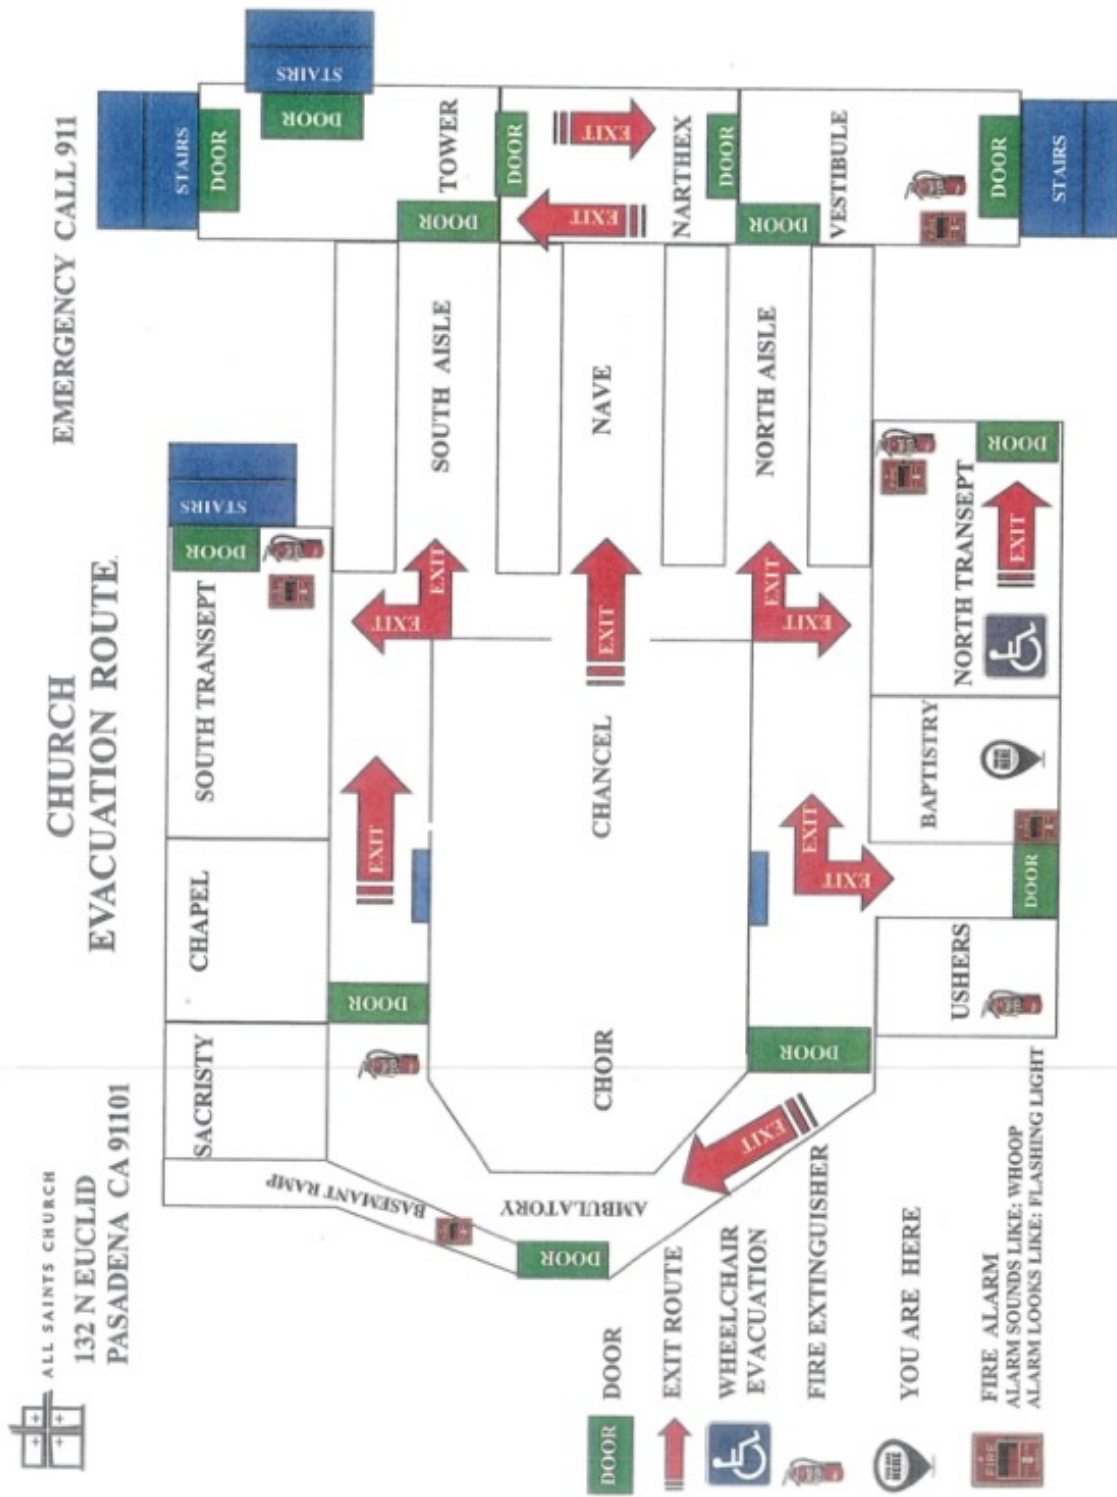 ALL SAINTS CHURCH
132 N EUCLID
PASADENA CA 91101
CHURCH
EVACUATION ROUTE
EMERGENCY CALL 911
SACRISTY
CHAPEL
SOUTH TRANSEPT
DOOR
STAIRS
STAIRS
DOOR
STAIRS
DOOR
TOWER
DOOR
DOOR
EXIT
EXIT
NARTHEX
DOOR
DOOR
VESTIBULE
DOOR
STAIRS
BASEMANT RAMP
AMBULATORY
DOOR
DOOR
EXIT
EXIT
EXIT
SOUTH AISLE
CHOIR
CHANCEL
EXIT
NAVE
EXIT
DOOR
EXIT
EXIT
EXIT
EXIT
NORTH AISLE
USHERS
DOOR
BAPTISTRY
NORTH TRANSEPT
EXIT
DOOR
DOOR
DOOR
EXIT ROUTE
WHEELCHAIR
EVACUATION
FIRE EXTINGUISHER
YOU ARE HERE
FIRE
FIRE ALARM
ALARM SOUNDS LIKE: WHOOP
ALARM LOOKS LIKE: FLASHING LIGHT